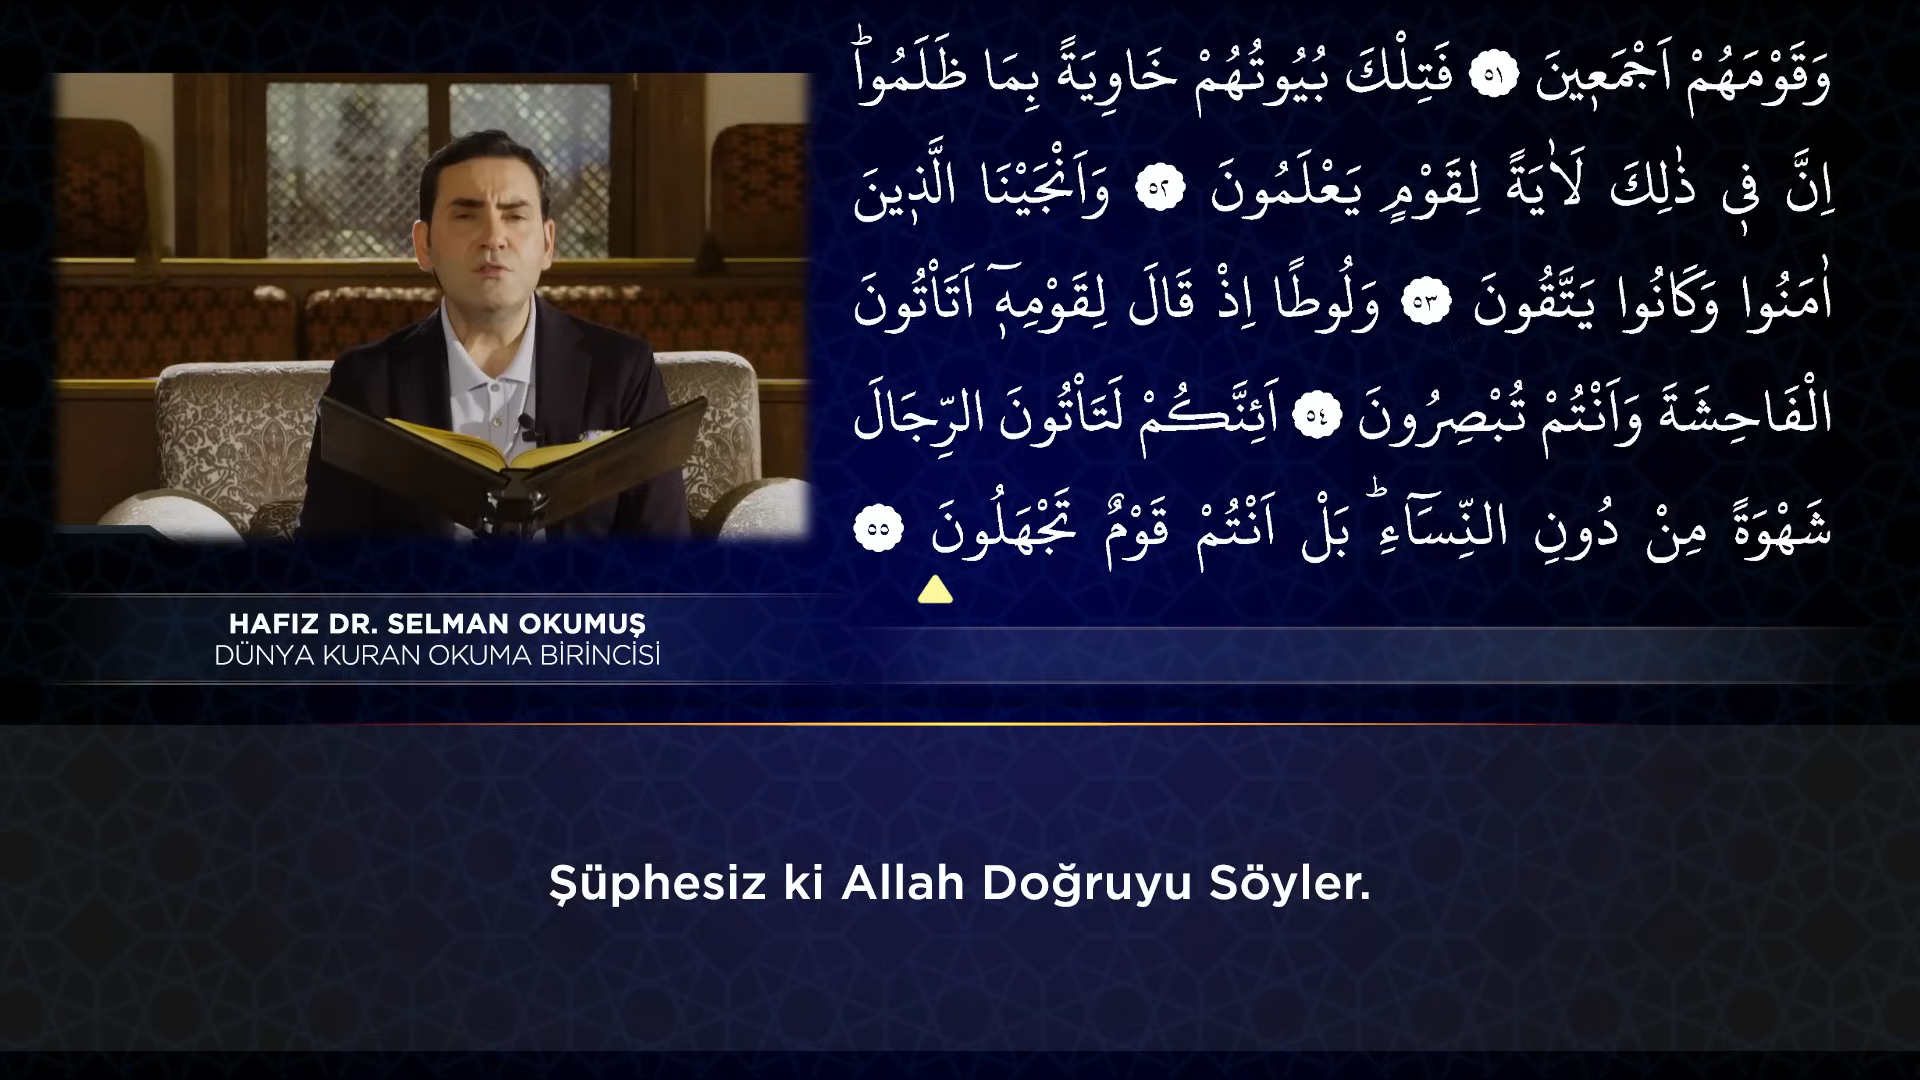 وَقَوْمَهُمْ اَجْمَعٖينَ ٥١ فَتِلْكَ بُيُوتُهُمْ خَاوِيَةً بِمَا ظَلَمُواؕ
اِنَّ فٖى ذٰلِكَ لَاٰيَةً لِقَوْمٍ يَعْلَمُونَ ٥٢ وَاَنْجَيْنَا الَّذٖينَ
اٰمَنُوا وَكَانُوا يَتَّقُونَ ٥٣ وَلُوطًا اِذْ قَالَ لِقَوْمِهٖٓ اَتَاْتُونَ
الْفَاحِشَةَ وَاَنْتُمْ تُبْصِرُونَ ٥٤ اَئِنَّكُمْ لَتَاْتُونَ الرِّجَالَ
شَهْوَةً مِنْ دُونِ النِّسَٓاءِؕ بَلْ اَنْتُمْ قَوْمٌ تَجْهَلُونَ ٥٥
HAFIZ DR. SELMAN OKUMUŞ
DÜNYA KURAN OKUMA BİRİNCİSİ
Şüphesiz ki Allah Doğruyu Söyler.